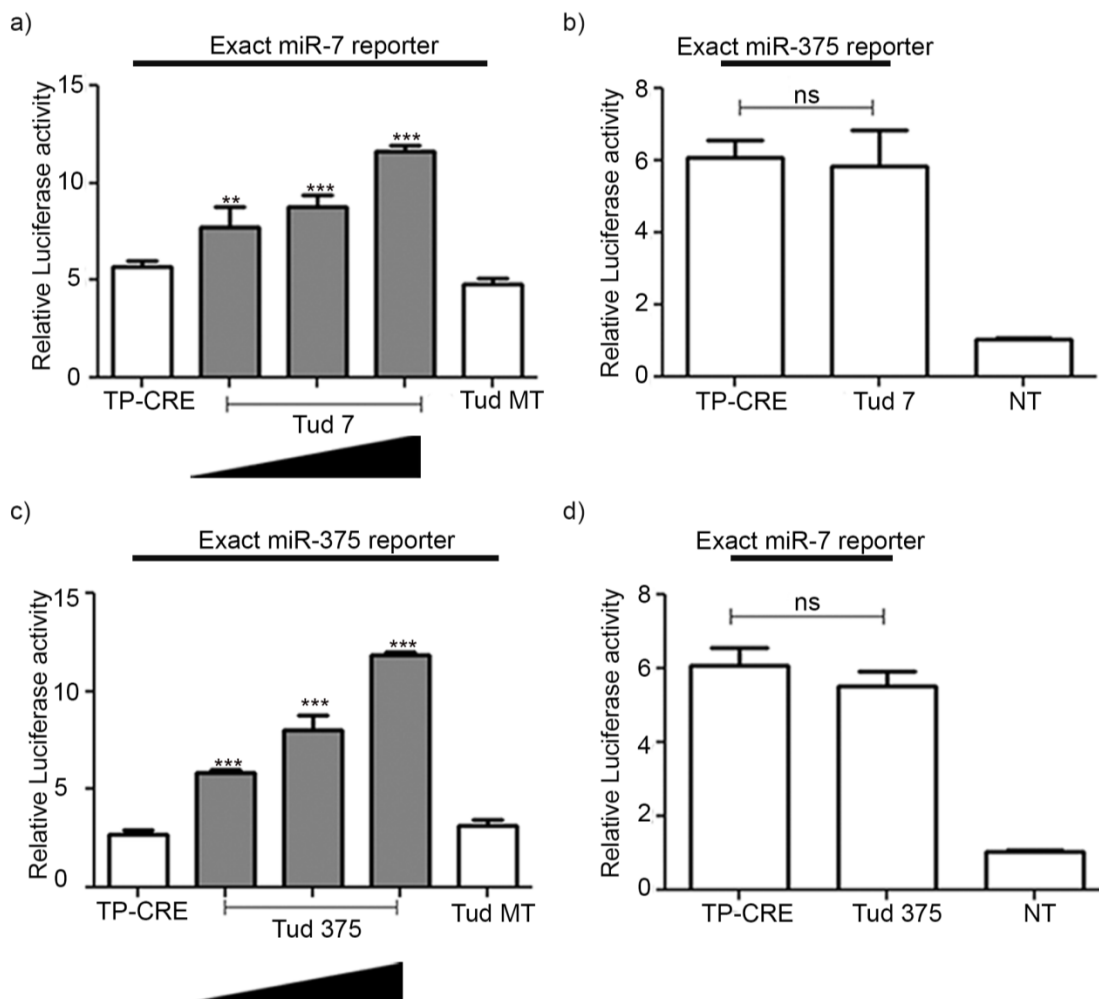 a)
Exact miR-7 reporter
Relative Luciferase activity
15
10
5
0
**
***
***
TP-CRE
Tud 7
Tud MT
b)
Exact miR-375 reporter
Relative Luciferase activity
8
6
4
2
0
ns
TP-CRE
Tud 7
NT
c)
Exact miR-375 reporter
Relative Luciferase activity
15
10
5
0
***
***
***
TP-CRE
Tud 375
Tud MT
d)
Exact miR-7 reporter
Relative Luciferase activity
8
6
4
2
0
ns
TP-CRE
Tud 375
NT